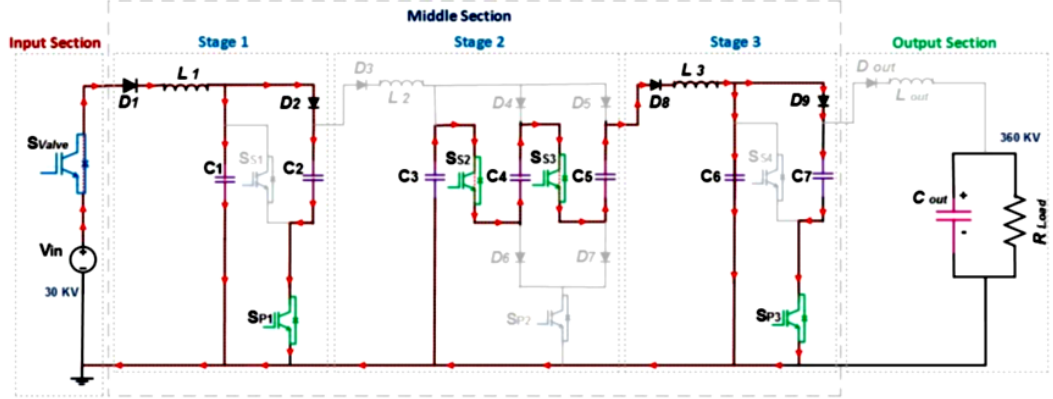 Middle Section
Input Section
Stage 1
Stage 2
Stage 3
Output Section
D1
L 1
D2
D3
L 2
D4
D5
D8
L 3
D9
D out
L out
SValve
C1
SS1
C2
C3
SS2
C4
SS3
C5
C6
SS4
C7
360 KV
C out
+
-
R Load
Vin
+
-
30 KV
D6
D7
SP1
SP2
SP3